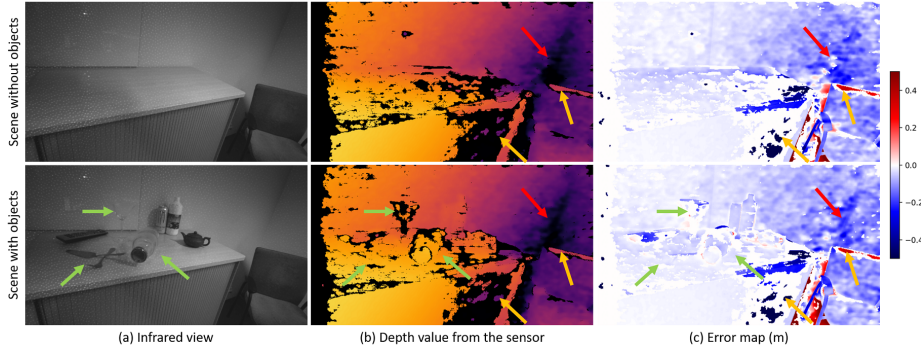 Scene without objects
Scene with objects
0.4
0.2
0.0
−0.2
−0.4
(a) Infrared view
(b) Depth value from the sensor
(c) Error map (m)